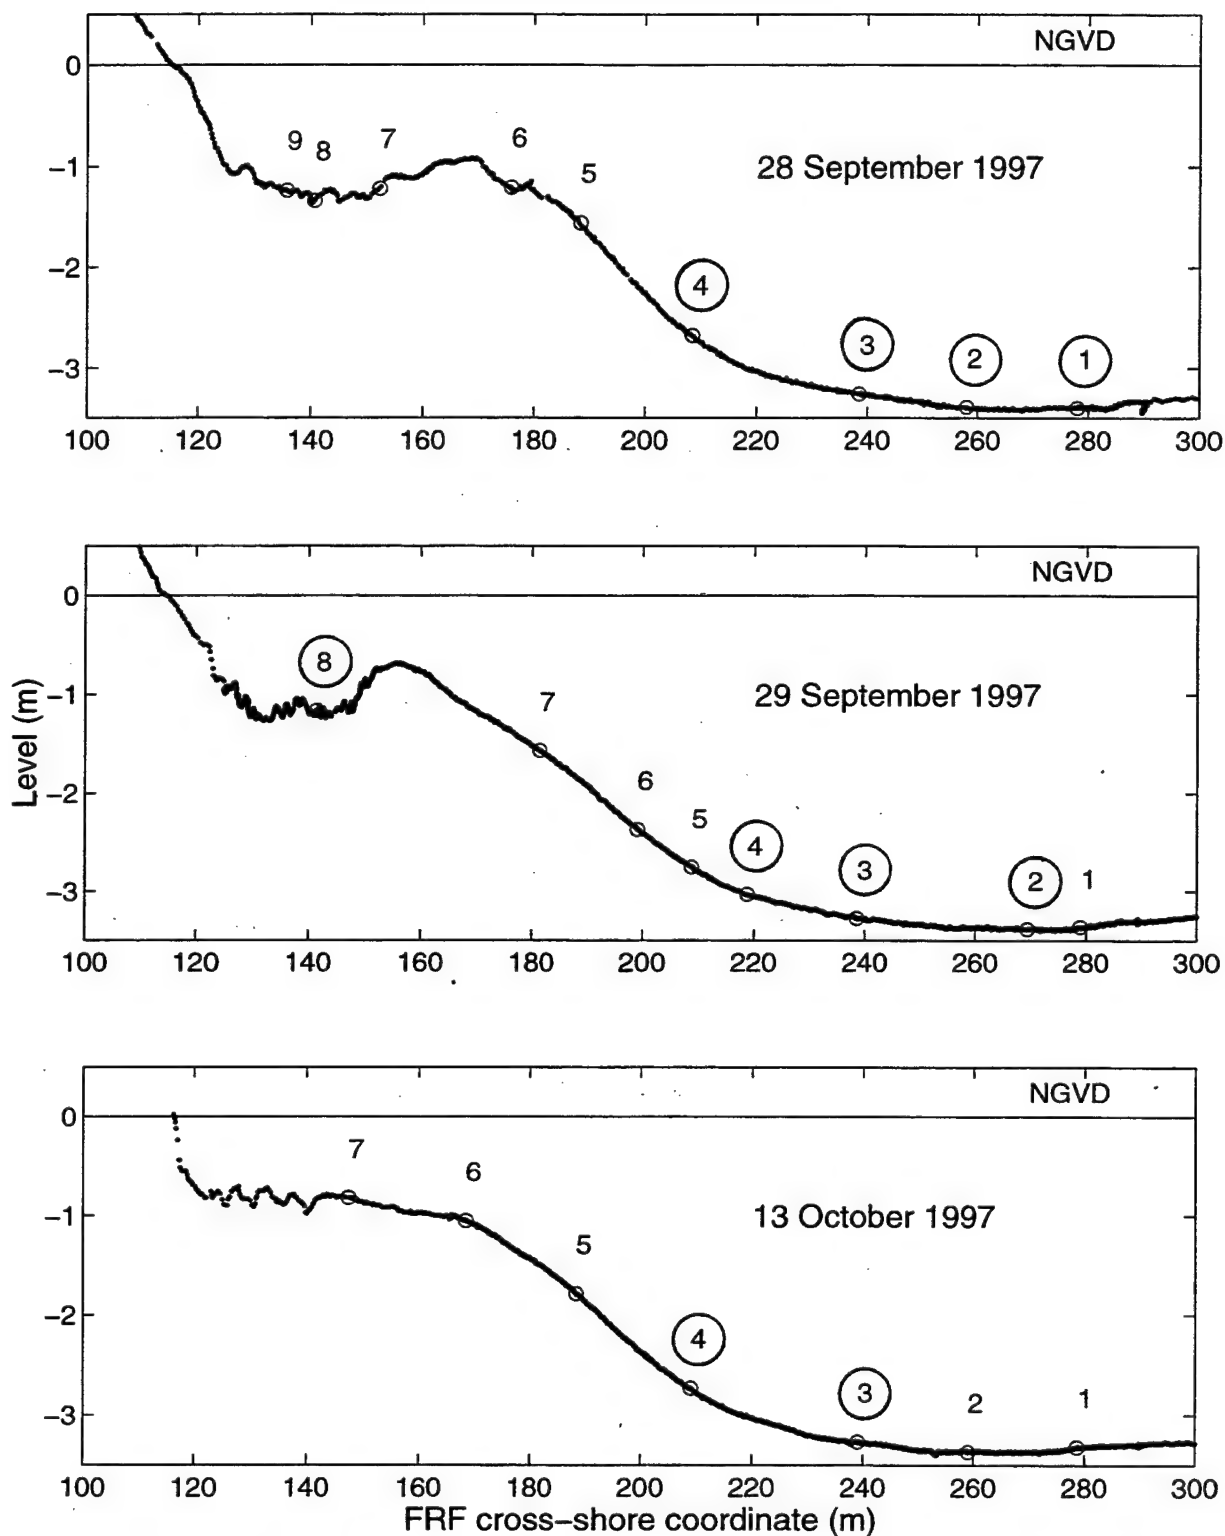 NGVD
0
9 8 7 6 5
−1
28 September 1997
−2
4
3 2 1
−3
100 120 140 160 180 200 220 240 260 280 300
NGVD
0
8
−1
7
29 September 1997
Level (m)
−2
6
5
4 3 2 1
−3
100 120 140 160 180 200 220 240 260 280 300
NGVD
0
7
6
−1
13 October 1997
5
−2
4
3 2 1
−3
100 120 140 160 180 200 220 240 260 280 300
FRF cross−shore coordinate (m)